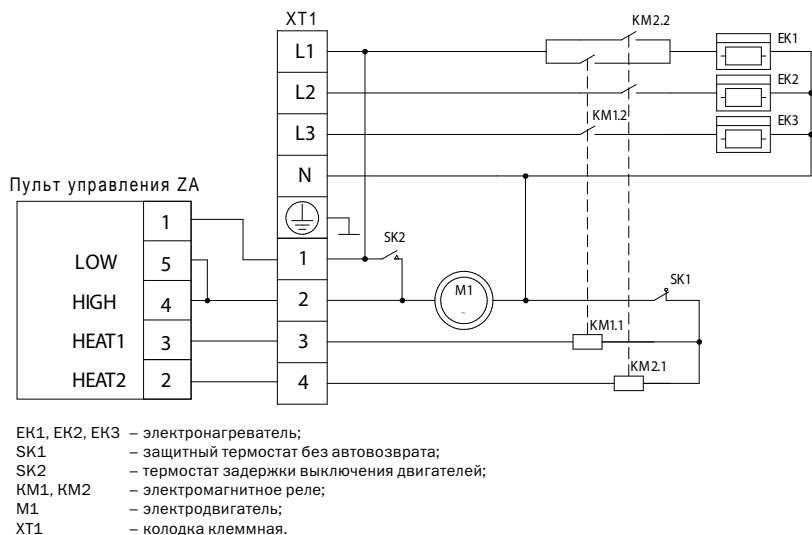 XT1
KM2.2
L1
EK1
L2
EK2
KM1.2
L3
EK3
N
Пульт управления ZA
1
SK2
LOW 5
1
HIGH 4
2
M1
~
SK1
HEAT1 3
3
KM1.1
HEAT2 2
4
KM2.1
EK1, EK2, EK3 – электронагреватель;
SK1 – защитный термостат без автовозврата;
SK2 – термостат задержки выключения двигателей;
KM1, KM2 – электромагнитное реле;
M1 – электродвигатель;
XT1 – колодка клеммная.